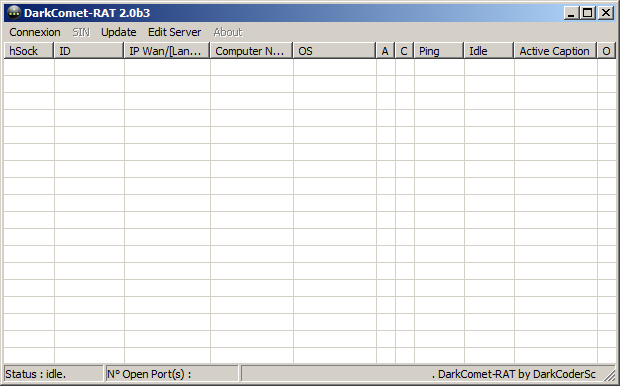 DarkComet-RAT 2.0b3
Connexion SIN Update Edit Server About
hSock ID IP Wan/[Lan... Computer N... OS A C Ping Idle Active Caption O
Status : idle. N° Open Port(s) : . DarkComet-RAT by DarkCoderSc